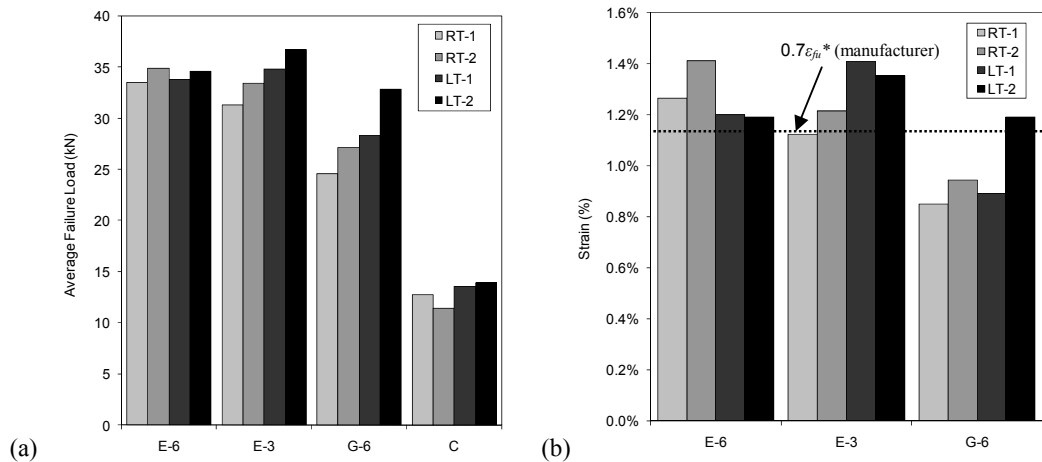 40
35
30
25
20
15
10
5
0
Average Failure Load (kN)
RT-1
RT-2
LT-1
LT-2
E-6 E-3 G-6 C
(a)
1.6%
1.4%
1.2%
1.0%
0.8%
0.6%
0.4%
0.2%
0.0%
Strain (%)
0.7εfu* (manufacturer)
RT-1
RT-2
LT-1
LT-2
E-6 E-3 G-6
(b)